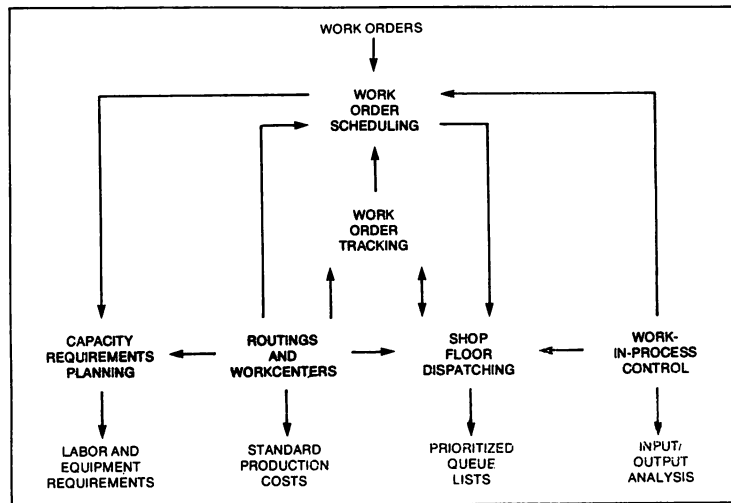 WORK ORDERS
WORK
ORDER
SCHEDULING
WORK
ORDER
TRACKING
CAPACITY
REQUIREMENTS
PLANNING
ROUTINGS
AND
WORKCENTERS
SHOP
FLOOR
DISPATCHING
WORK-
IN-PROCESS
CONTROL
LABOR AND
EQUIPMENT
REQUIREMENTS
STANDARD
PRODUCTION
COSTS
PRIORITIZED
QUEUE
LISTS
INPUT/
OUTPUT
ANALYSIS